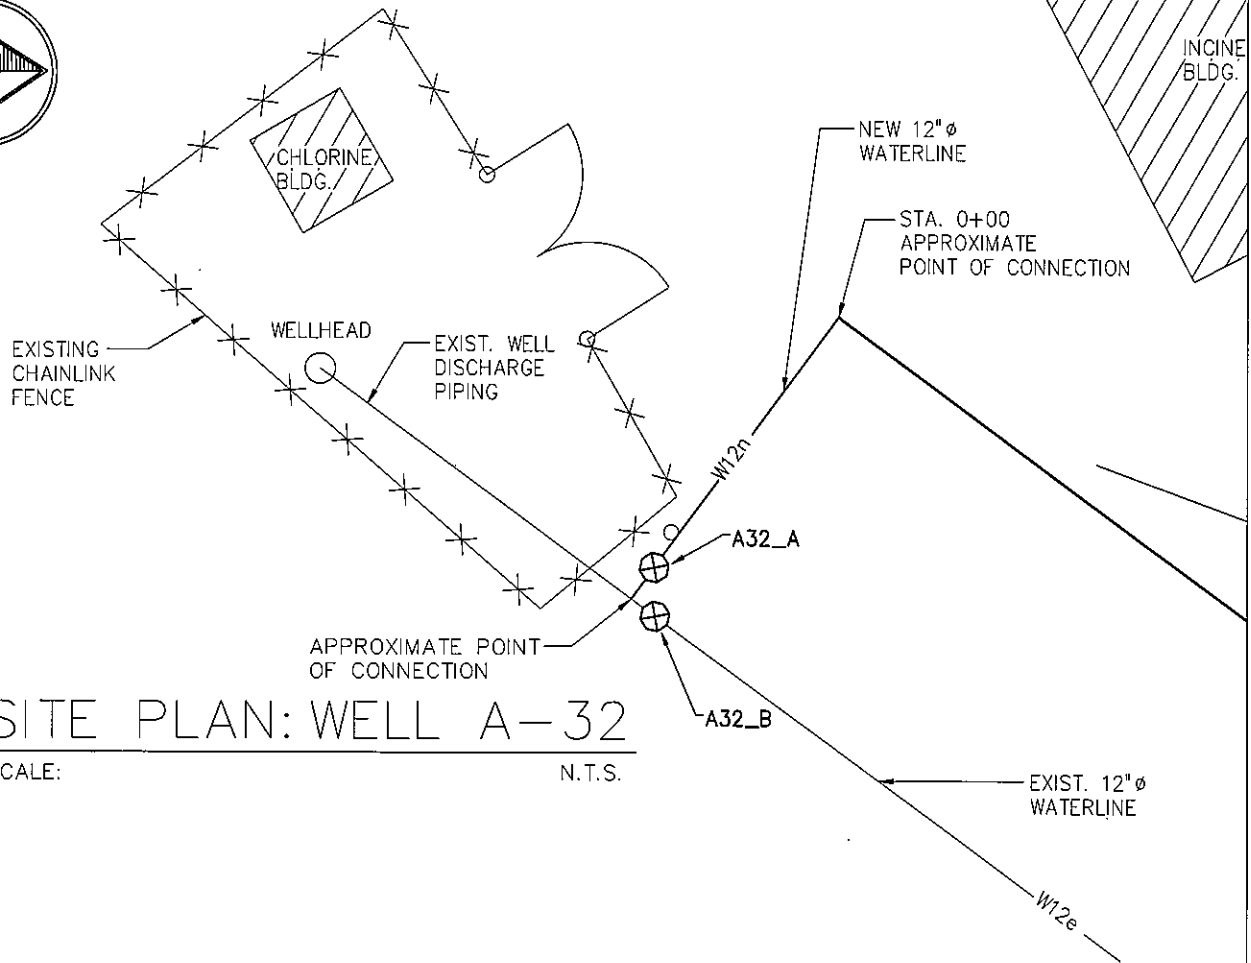 INCINE
BLDG.
NEW 12"ø
WATERLINE
CHLORINE
BLDG.
STA. 0+00
APPROXIMATE
POINT OF CONNECTION
WELLHEAD
EXISTING
CHAINLINK
FENCE
EXIST. WELL
DISCHARGE
PIPING
W12n
A32_A
APPROXIMATE POINT
OF CONNECTION
A32_B
SITE PLAN: WELL A-32
CALE: N.T.S.
EXIST. 12"ø
WATERLINE
W12e